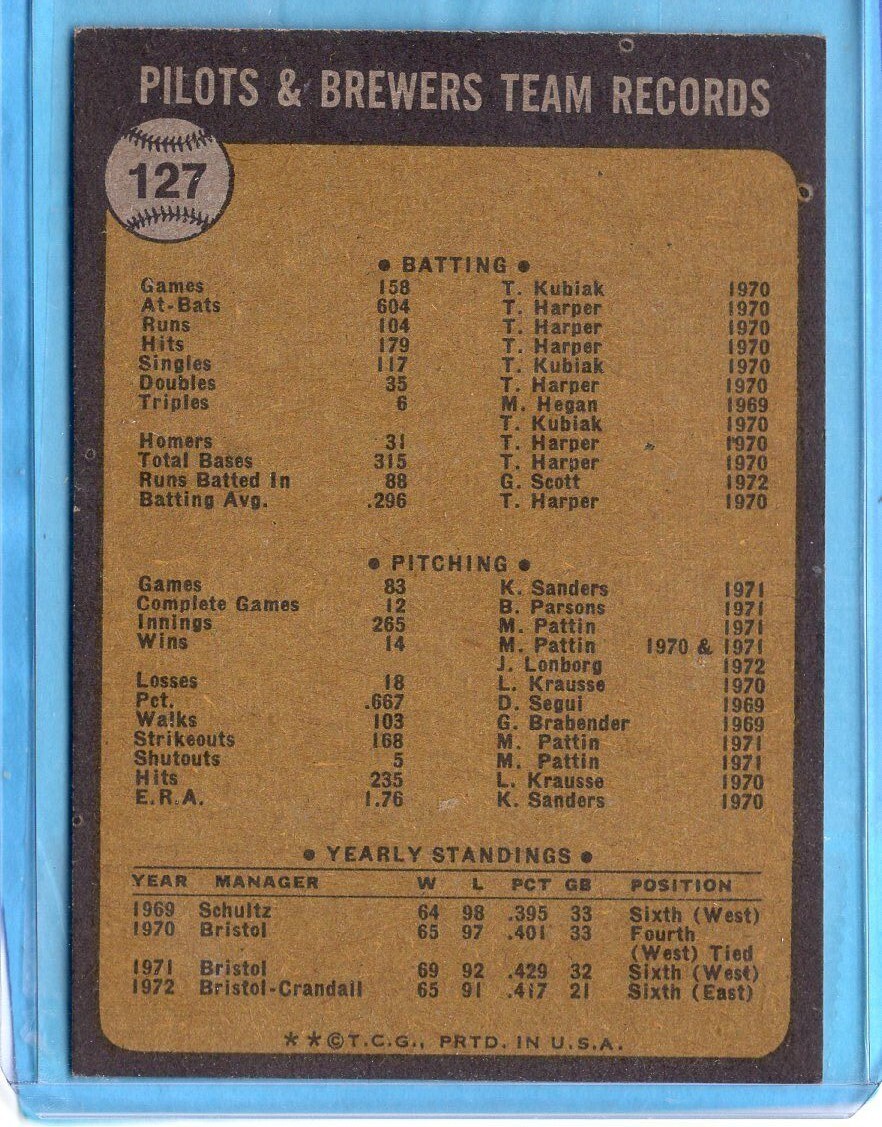 PILOTS & BREWERS TEAM RECORDS
127
• BATTING •
Games 158 T. Kubiak 1970
At-Bats 604 T. Harper 1970
Runs 104 T. Harper 1970
Hits 179 T. Harper 1970
Singles 117 T. Kubiak 1970
Doubles 35 T. Harper 1970
Triples 6 M. Hegan 1969
T. Kubiak 1970
Homers 31 T. Harper 1970
Total Bases 315 T. Harper 1970
Runs Batted In 88 G. Scott 1972
Batting Avg. .296 T. Harper 1970
• PITCHING •
Games 83 K. Sanders 1971
Complete Games 12 B. Parsons 1971
Innings 265 M. Pattin 1971
Wins 14 M. Pattin 1970 & 1971
J. Lonborg 1972
Losses 18 L. Krausse 1970
Pct. .667 D. Segui 1969
Walks 103 G. Brabender 1969
Strikeouts 168 M. Pattin 1971
Shutouts 5 M. Pattin 1971
Hits 235 L. Krausse 1970
E.R.A. 1.76 K. Sanders 1970
• YEARLY STANDINGS •
YEAR MANAGER W L PCT GB POSITION
1969 Schultz 64 98 .395 33 Sixth (West)
1970 Bristol 65 97 .401 33 Fourth
(West) Tied
1971 Bristol 69 92 .429 32 Sixth (West)
1972 Bristol-Crandall 65 91 .417 21 Sixth (East)
**©T.C.G., PRTD. IN U.S.A.